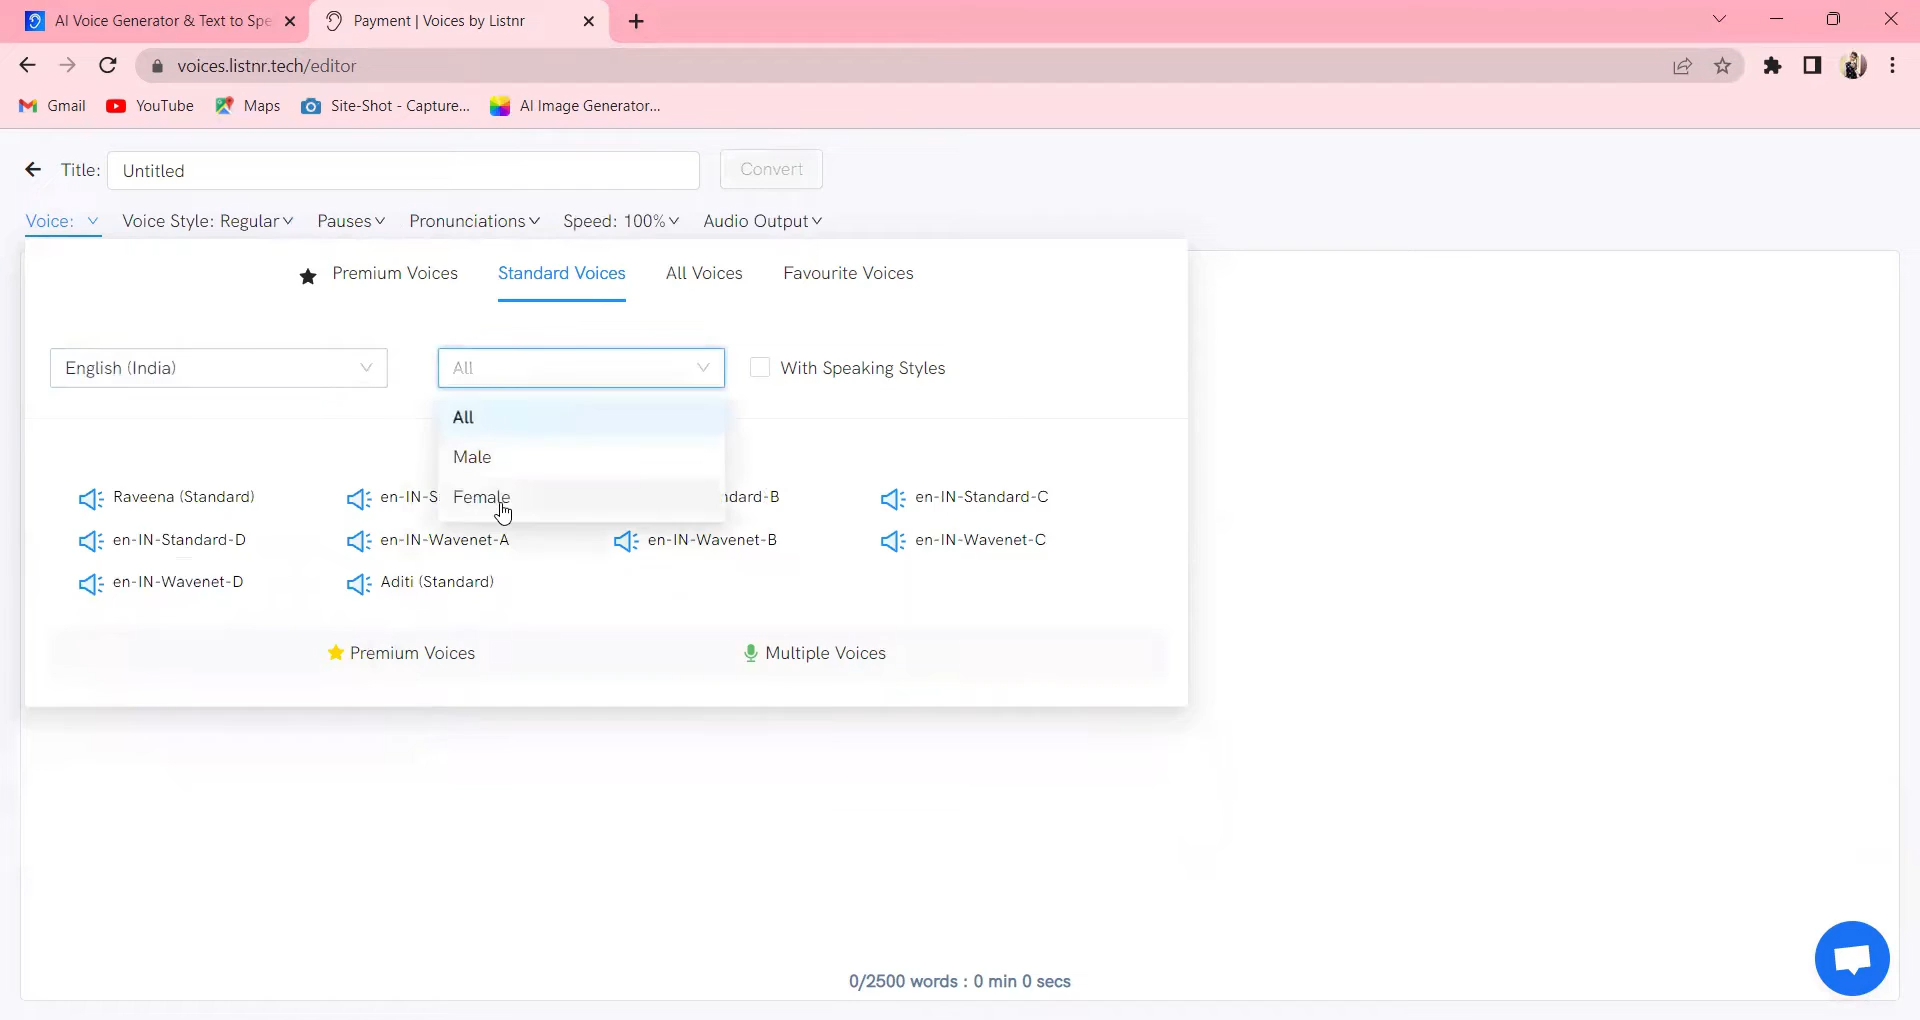 AI Voice Generator & Text to Spe
Payment | Voices by Listnr
voices.listnr.tech/editor
Gmail
YouTube
Maps
Site-Shot - Capture...
AI Image Generator...
Title:
Untitled
Convert
Voice:
Voice Style: Regular
Pauses
Pronunciations
Speed: 100%
Audio Output
Premium Voices
Standard Voices
All Voices
Favourite Voices
English (India)
All
With Speaking Styles
All
Male
Female
Raveena (Standard)
en-IN-S
ndard-B
en-IN-Standard-C
en-IN-Standard-D
en-IN-Wavenet-A
en-IN-Wavenet-B
en-IN-Wavenet-C
en-IN-Wavenet-D
Aditi (Standard)
Premium Voices
Multiple Voices
0/2500 words : 0 min 0 secs